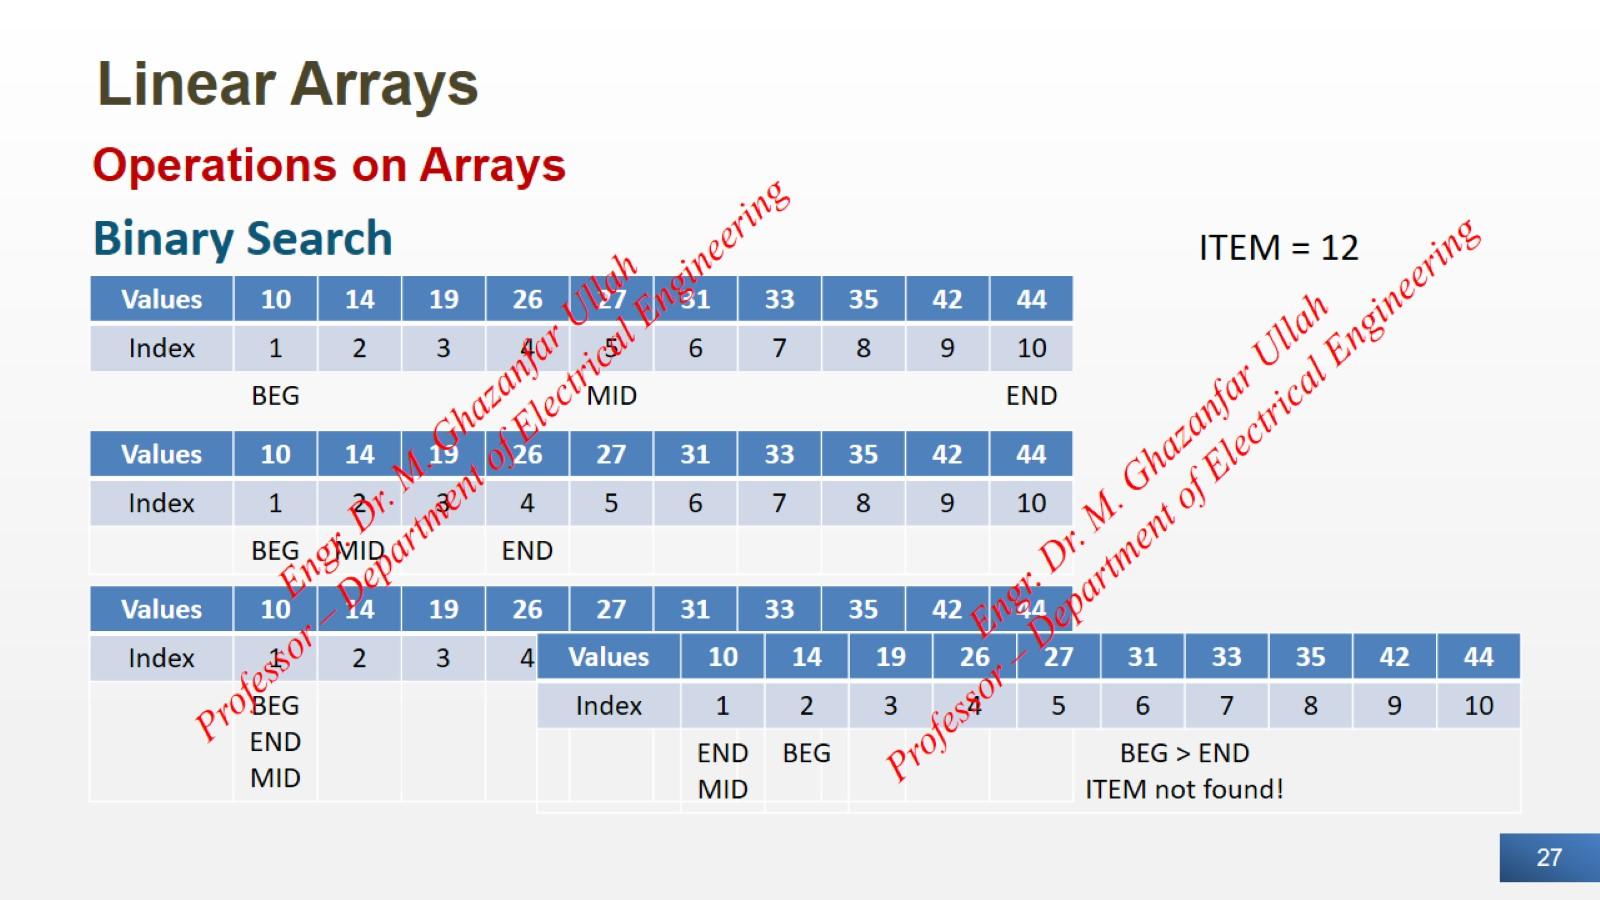 Linear Arrays
Operations on Arrays
Binary Search
ITEM = 12
Values 10 14 19 26 27 31 33 35 42 44
Index 1 2 3 4 5 6 7 8 9 10
BEG MID END
Values 10 14 19 26 27 31 33 35 42 44
Index 1 2 3 4 5 6 7 8 9 10
BEG MID END
Values 10 14 19 26 27 31 33 35 42 44
Index 1 2 3 4
BEG
END
MID
Values 10 14 19 26 27 31 33 35 42 44
Index 1 2 3 4 5 6 7 8 9 10
END BEG BEG > END
MID ITEM not found!
Engr. Dr. M. Ghazanfar Ullah
Professor – Department of Electrical Engineering
Engr. Dr. M. Ghazanfar Ullah
Professor – Department of Electrical Engineering
27